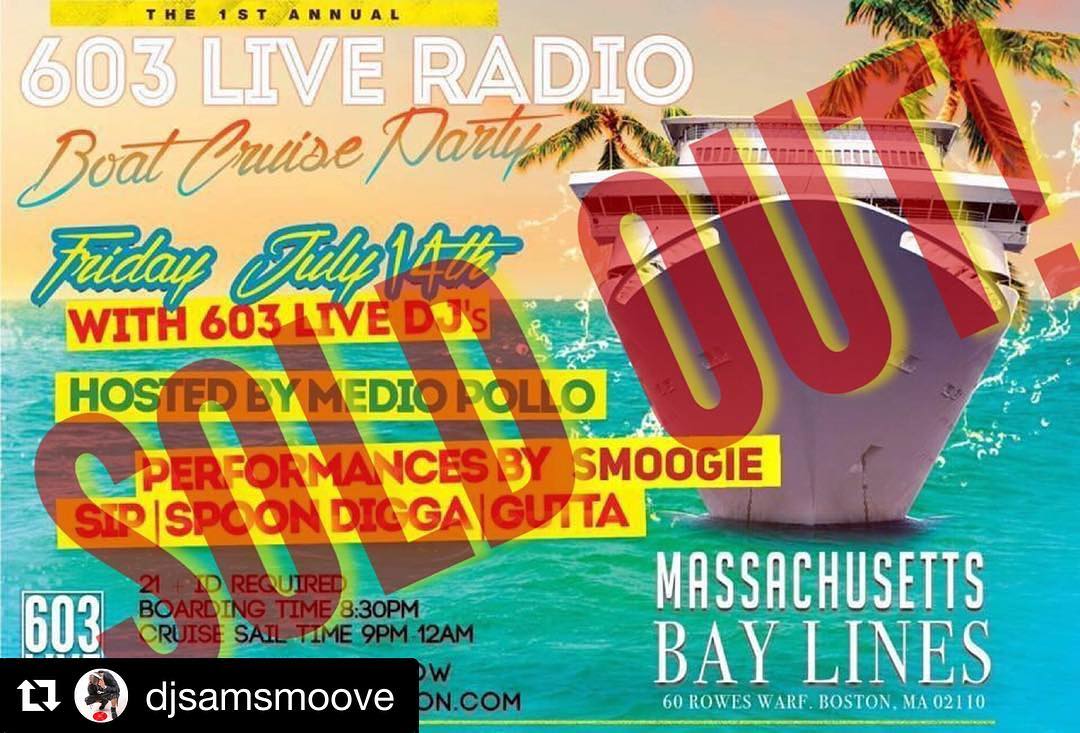 THE 1ST ANNUAL
603 LIVE RADIO
Boat Cruise Party
Friday July 14th
WITH 603 LIVE DJ's
HOSTED BY MEDIO POLLO
PERFORMANCES BY SMOOGIE
SIP | SPOON DIGGA | GUTTA
SOLD OUT!
21 + ID REQUIRED
BOARDING TIME 8:30PM
CRUISE SAIL TIME 9PM 12AM
603
LIVE
MASSACHUSETTS
BAY LINES
60 ROWES WARF. BOSTON, MA 02110
djsamsmoove